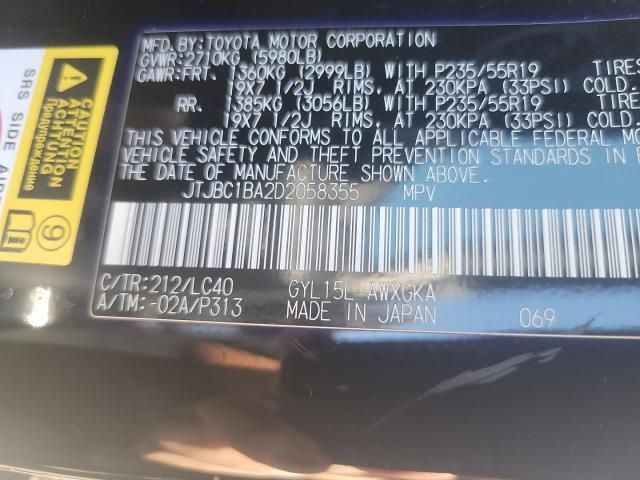 MFD. BY: TOYOTA MOTOR CORPORATION
GVWR: 2710KG (5980LB)
GAWR: FRT. 1360KG (2999LB), WITH P235/55R19 TIRES
19X7 1/2J RIMS, AT 230KPA (33PSI) COLD.
RR. 1385KG (3056LB), WITH P235/55R19 TIRE
19X7 1/2J RIMS, AT 230KPA (33PSI) COLD.
THIS VEHICLE CONFORMS TO ALL APPLICABLE FEDERAL MO
VEHICLE SAFETY AND THEFT PREVENTION STANDARDS IN
THE DATE OF MANUFACTURE SHOWN ABOVE.
JTJBC1BA2D2058355 MPV
C/TR: 212/LC40 GYL15L-AWXGKA
A/TM: -02A/P313 MADE IN JAPAN 069
SRS SIDE AIR
CAUTION
ATTENTION
ACHTUNG
Предупреждение
9